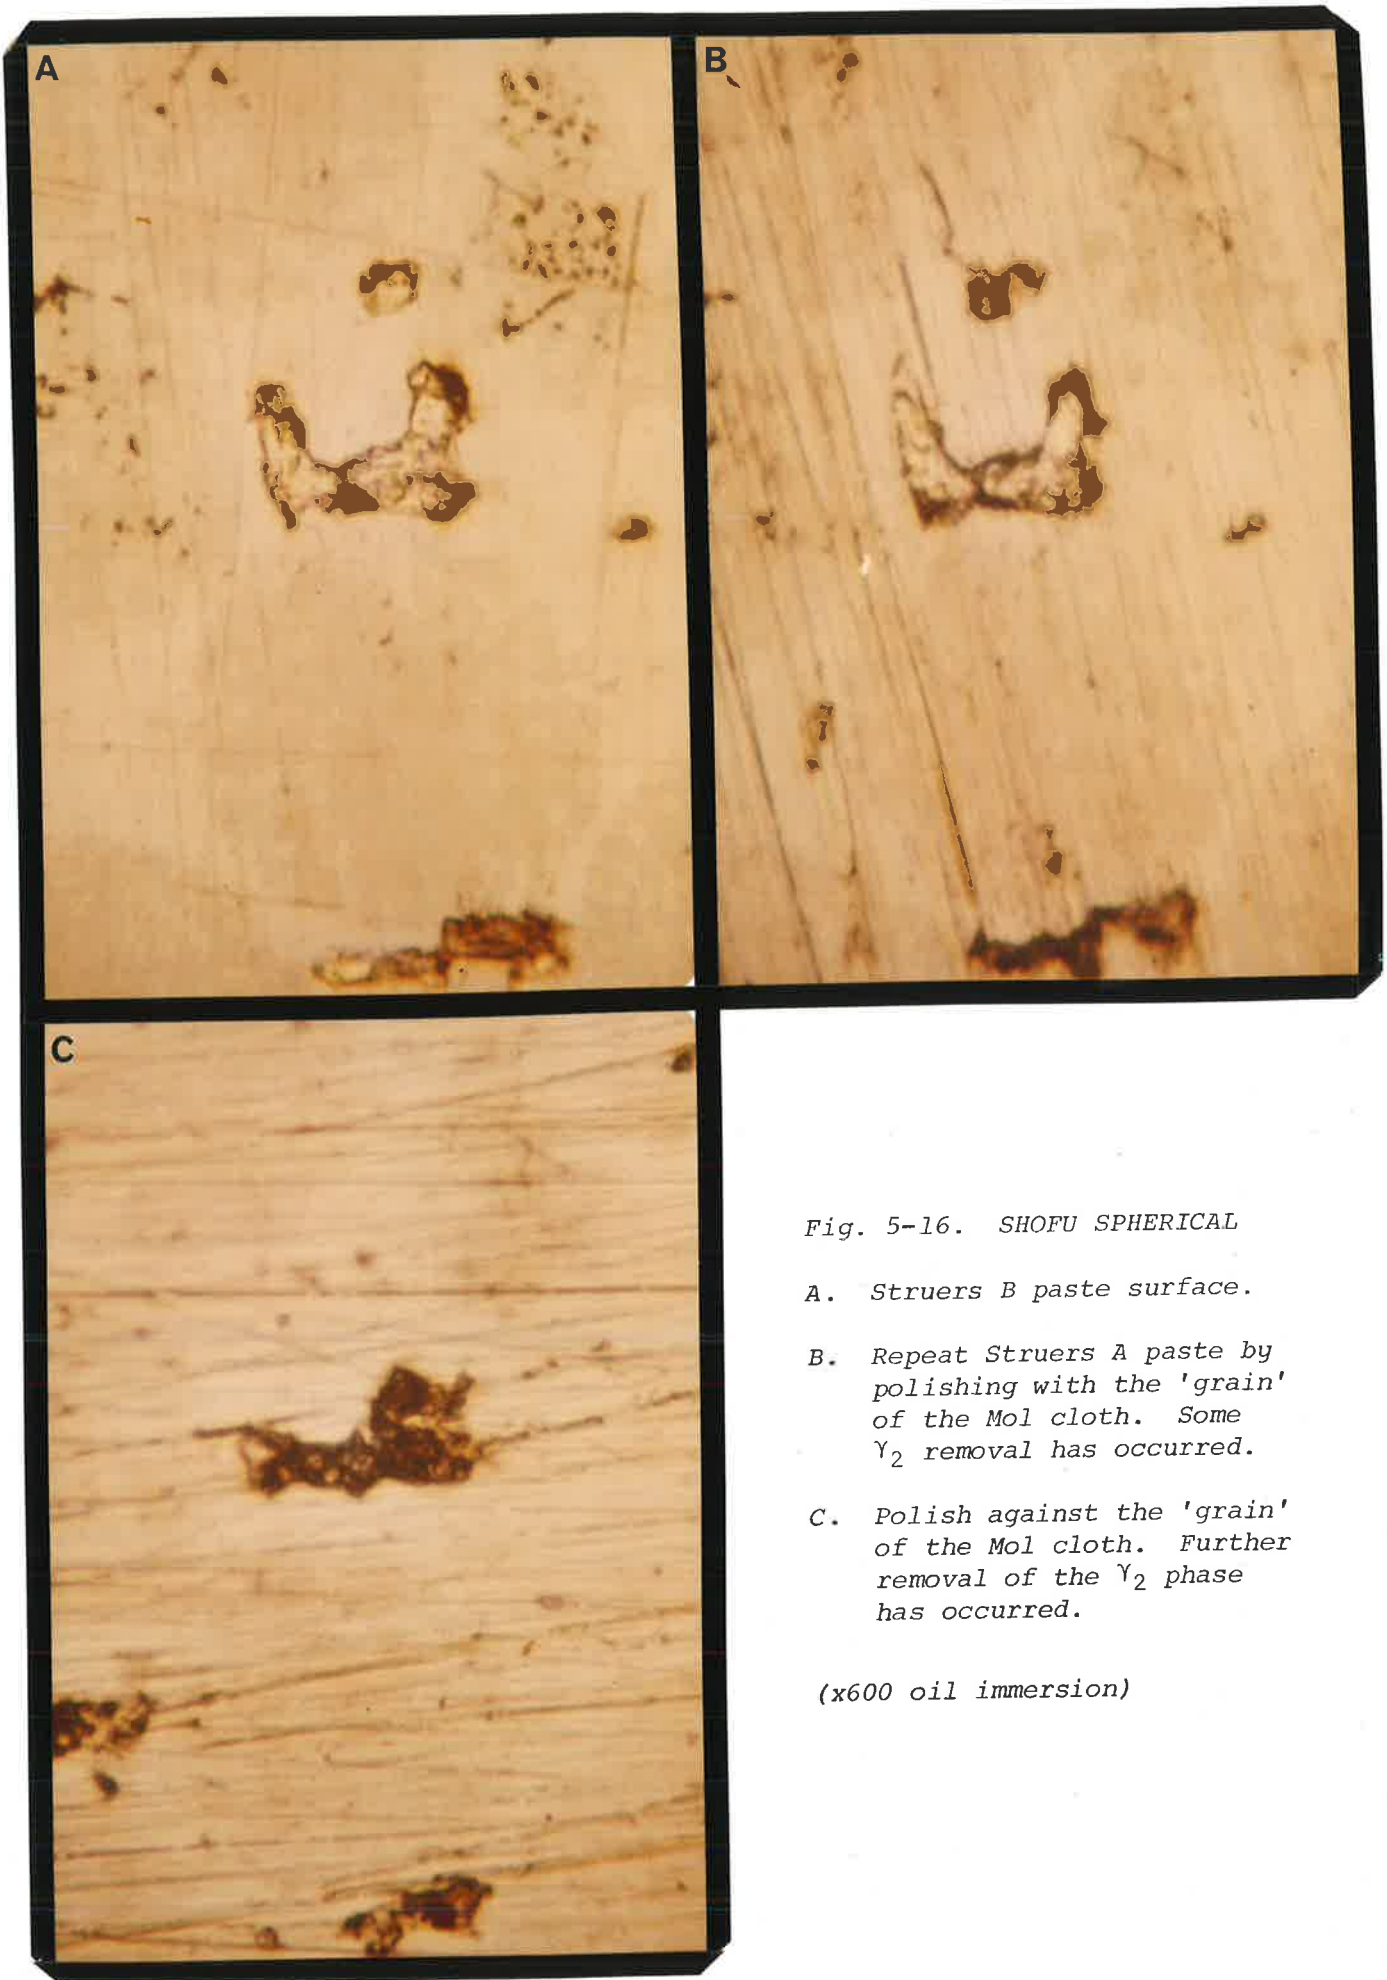 A
B
C
Fig. 5-16. SHOFU SPHERICAL
A. Struers B paste surface.
B. Repeat Struers A paste by
polishing with the 'grain'
of the Mol cloth. Some
γ2 removal has occurred.
C. Polish against the 'grain'
of the Mol cloth. Further
removal of the γ2 phase
has occurred.
(x600 oil immersion)